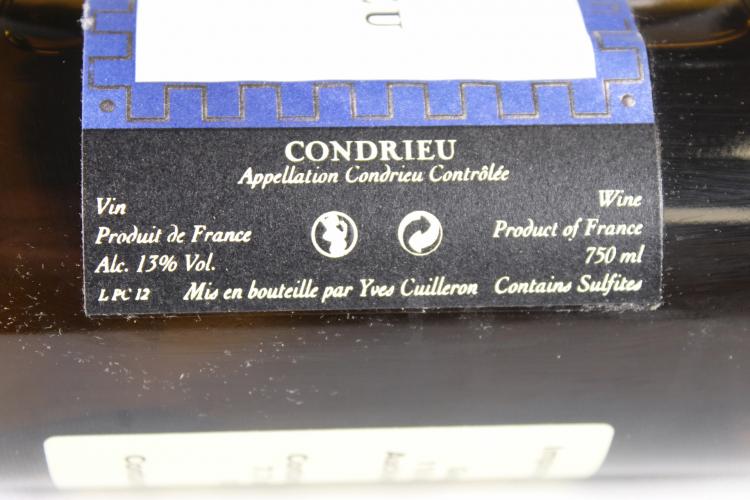 CONDRIEU
Appellation Condrieu Contrôlée
Vin
Produit de France
Alc. 13% Vol.
Wine
Product of France
750 ml
L PC 12 Mis en bouteille par Yves Cuilleron Contains Sulfites